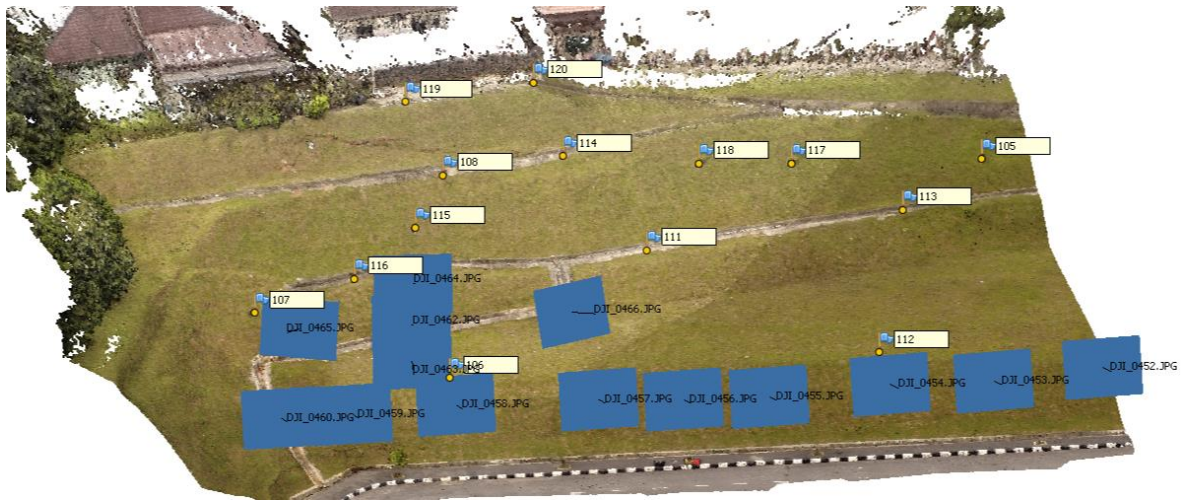 120
119
114
118
117
105
108
113
115
111
116
DJI_0464.JPG
107
DJI_0466.JPG
DJI_0462.JPG
DJI_0465.JPG
112
106
DJI_0463.JPG
DJI_0452.JPG
DJI_0453.JPG
DJI_0454.JPG
DJI_0455.JPG
DJI_0456.JPG
DJI_0457.JPG
DJI_0458.JPG
DJI_0459.JPG
DJI_0460.JPG